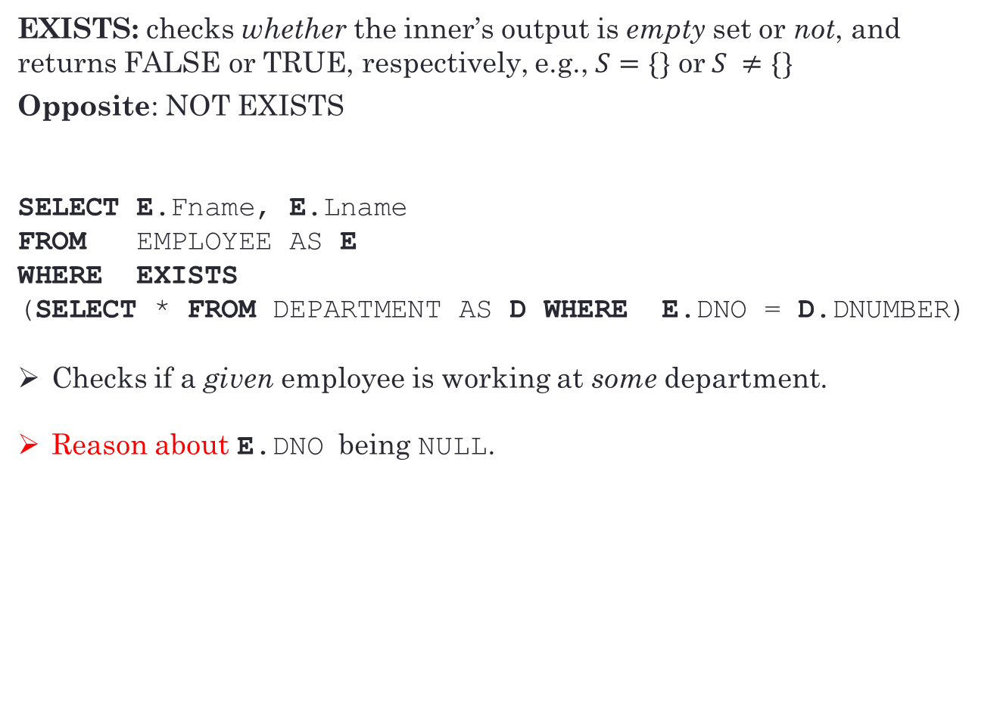 EXISTS: checks whether the inner’s output is empty set or not, and
returns FALSE or TRUE, respectively, e.g., S = {} or S ≠ {}
Opposite: NOT EXISTS
SELECT E.Fname, E.Lname
FROM   EMPLOYEE AS E
WHERE  EXISTS
(SELECT * FROM DEPARTMENT AS D WHERE  E.DNO = D.DNUMBER)
➢ Checks if a given employee is working at some department.
➢ Reason about E.DNO being NULL.